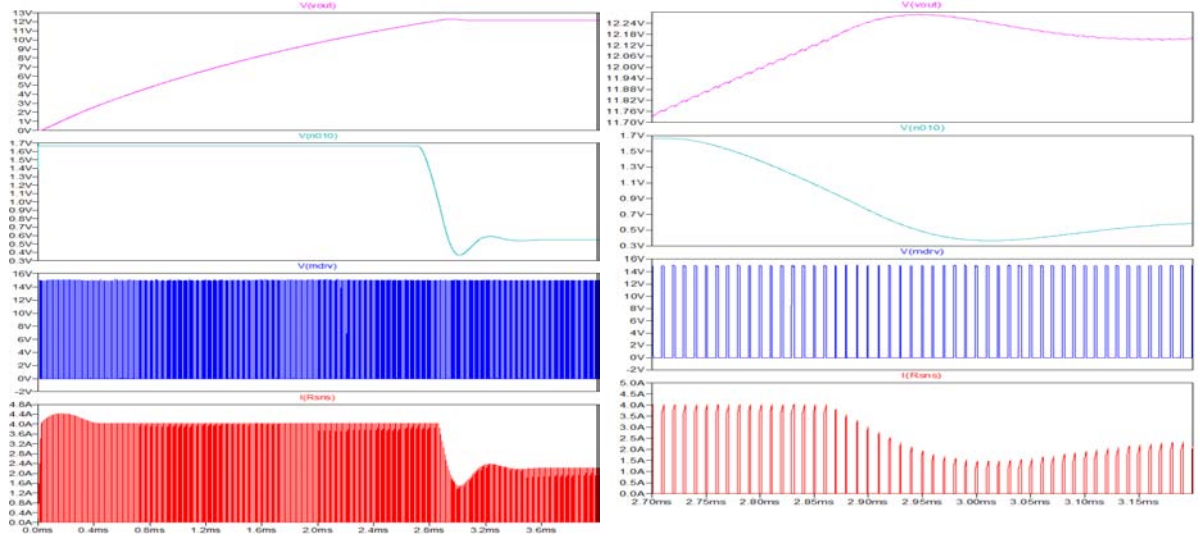 V(vout)
13V
12V
11V
10V
9V
8V
7V
6V
5V
4V
3V
2V
1V
0V
V(n010)
1.7V
1.6V
1.5V
1.4V
1.3V
1.2V
1.1V
1.0V
0.9V
0.8V
0.7V
0.6V
0.5V
0.4V
0.3V
V(mdrv)
16V
14V
12V
10V
8V
6V
4V
2V
0V
-2V
I(Rsns)
4.8A
4.4A
4.0A
3.6A
3.2A
2.8A
2.4A
2.0A
1.6A
1.2A
0.8A
0.4A
0.0A
0.0ms 0.4ms 0.8ms 1.2ms 1.6ms 2.0ms 2.4ms 2.8ms 3.2ms 3.6ms
V(vout)
12.24V
12.18V
12.12V
12.06V
12.00V
11.94V
11.88V
11.82V
11.76V
11.70V
V(n010)
1.7V
1.5V
1.3V
1.1V
0.9V
0.7V
0.5V
0.3V
V(mdrv)
16V
14V
12V
10V
8V
6V
4V
2V
0V
-2V
I(Rsns)
5.0A
4.5A
4.0A
3.5A
3.0A
2.5A
2.0A
1.5A
1.0A
0.5A
0.0A
2.70ms 2.75ms 2.80ms 2.85ms 2.90ms 2.95ms 3.00ms 3.05ms 3.10ms 3.15ms